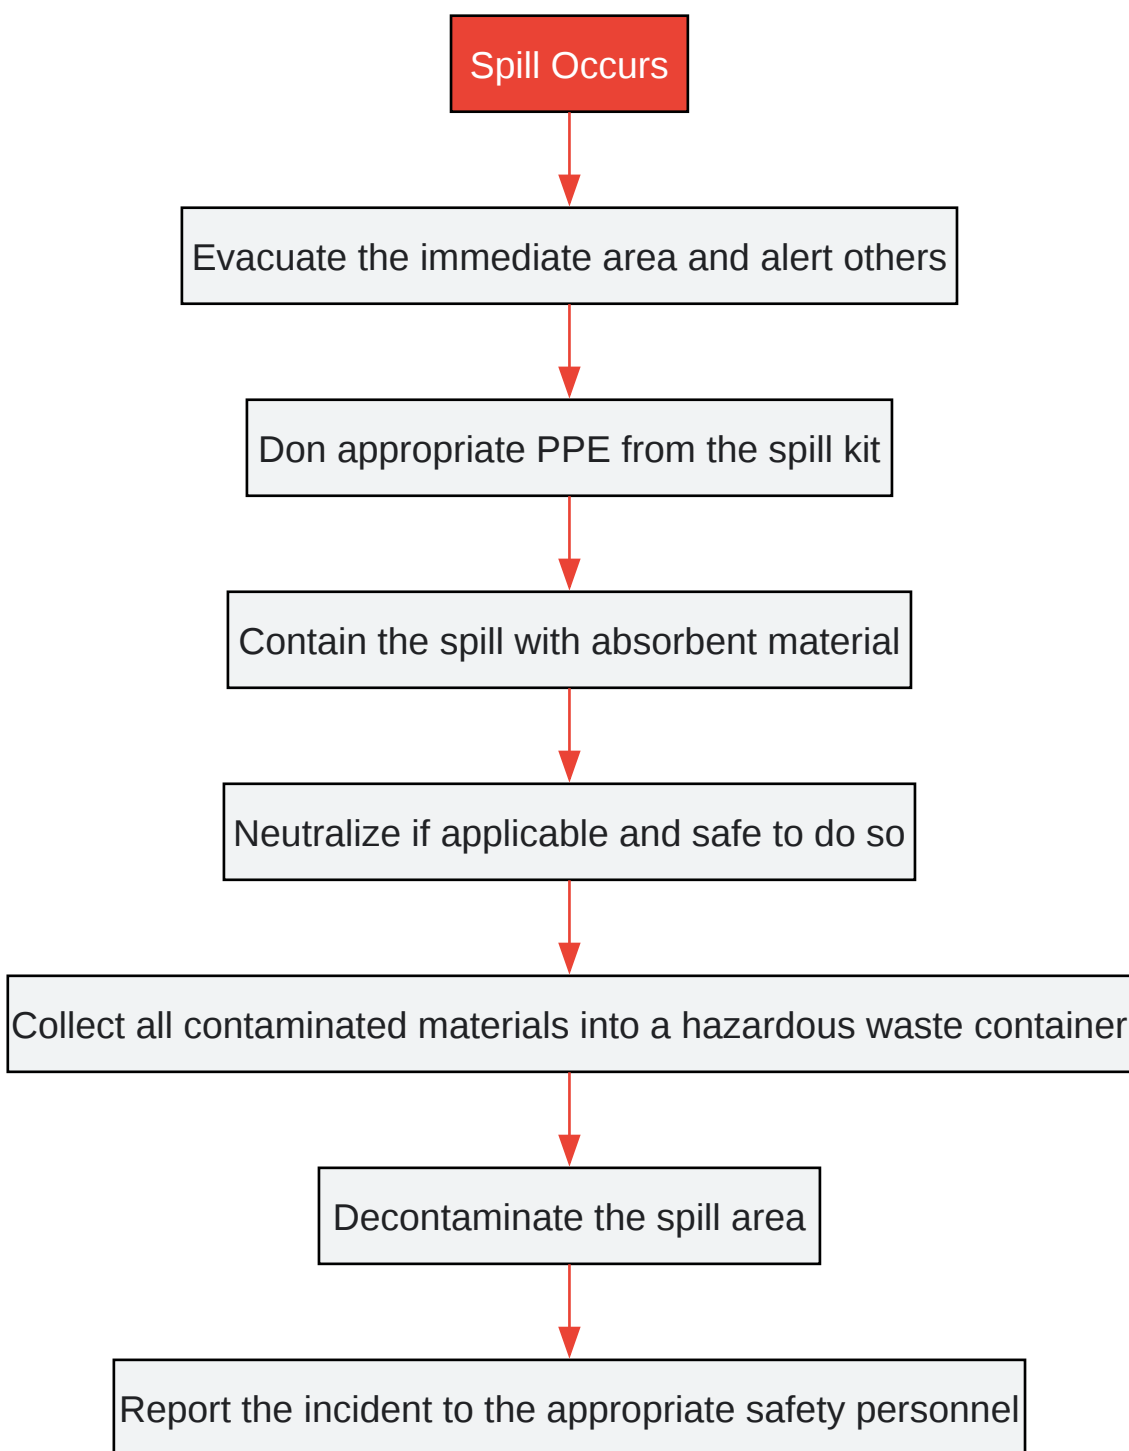 Spill Occurs
Evacuate the immediate area and alert others
Don appropriate PPE from the spill kit
Contain the spill with absorbent material
Neutralize if applicable and safe to do so
Collect all contaminated materials into a hazardous waste container
Decontaminate the spill area
Report the incident to the appropriate safety personnel